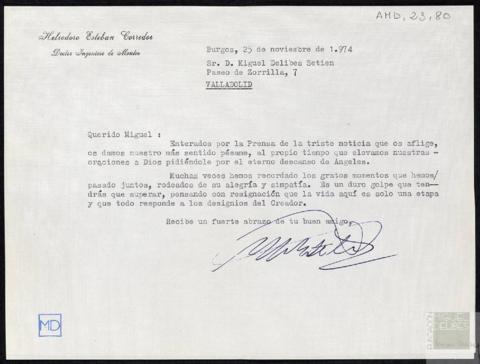 AMD, 23, 80
Heliodoro Esteban Corredor
Doctor Ingeniero de Montes
Burgos, 25 de noviembre de 1.974
Sr. D. Miguel Delibes Setien
Paseo de Zorrilla, 7
VALLADOLID
Querido Miguel :
Enterados por la Prensa de la triste noticia que os aflige,
os damos nuestro más sentido pésame, al propio tiempo que elevamos nuestras
oraciones a Dios pidiéndole por el eterno descanso de Angeles.
Muchas veces hemos recordado los gratos momentos que hemos/
pasado juntos, rodeados de su alegría y simpatía. Es un duro golpe que ten—
drás que superar, pensando con resignación que la vida aquí es solo una etapa
y que todo responde a los designios del Creador.
Recibe un fuerte abrazo de tu buen amigo,
MD
FUNDACIÓN
MIGUEL
DELIBES